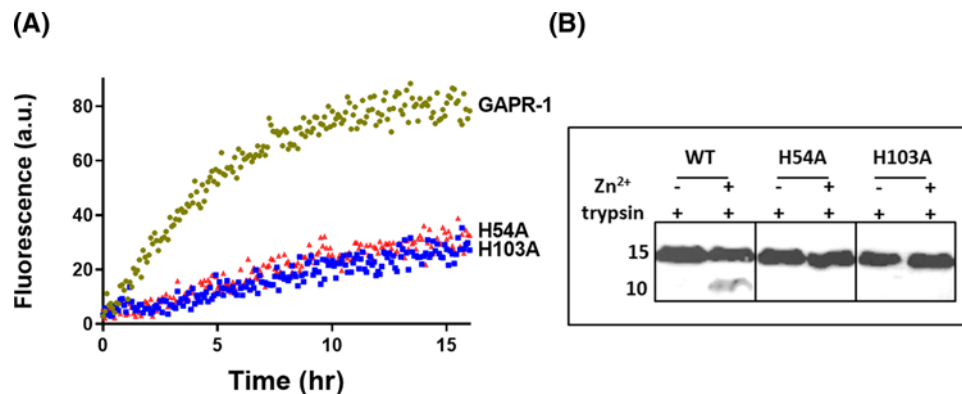 (A)
Fluorescence (a.u.)
80
60
40
20
0
0 5 10 15
Time (hr)
GAPR-1
H54A
H103A
(B)
WT H54A H103A
Zn²⁺ - + - + - +
trypsin + + + + + +
15
10